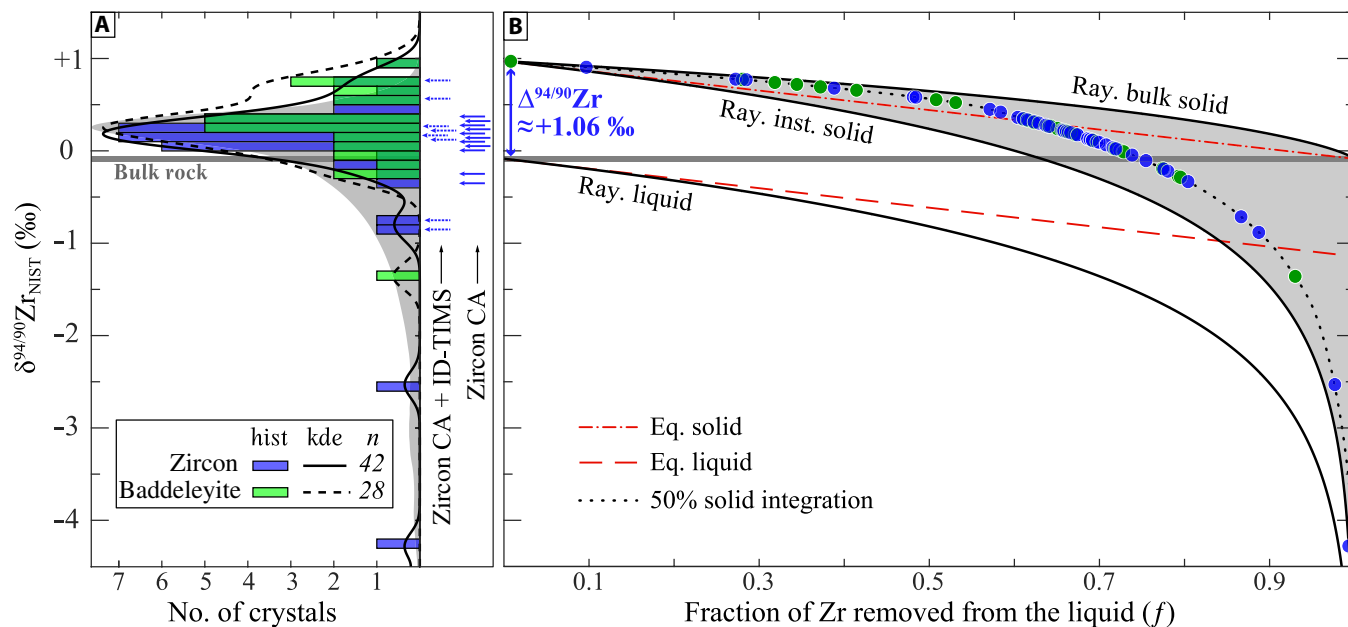 A
δ94/90ZrNIST (‰)
+1
0
−1
−2
−3
−4
Bulk rock
hist kde n
Zircon 42
Baddeleyite 28
Zircon CA + ID-TIMS
Zircon CA
7 6 5 4 3 2 1
No. of crystals
B
Δ94/90Zr
≈+1.06 ‰
Ray. bulk solid
Ray. inst. solid
Ray. liquid
Eq. solid
Eq. liquid
50% solid integration
0.1 0.3 0.5 0.7 0.9
Fraction of Zr removed from the liquid (f)